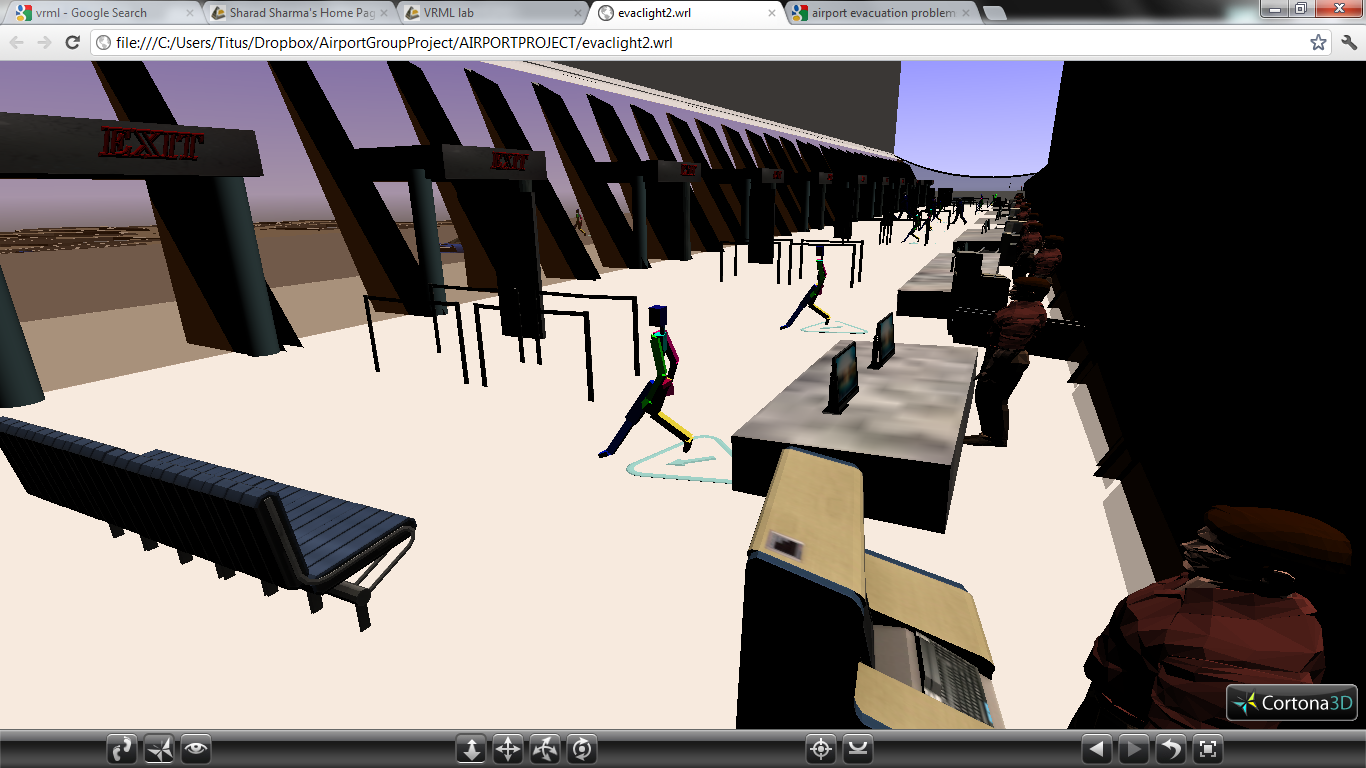 vrml - Google Search
Sharad Sharma's Home Pag
VRML lab
evaclight2.wrl
airport evacuation problem
file:///C:/Users/Titus/Dropbox/AirportGroupProject/AIRPORTPROJECT/evaclight2.wrl
EXIT
EXIT
EXIT
Cortona3D